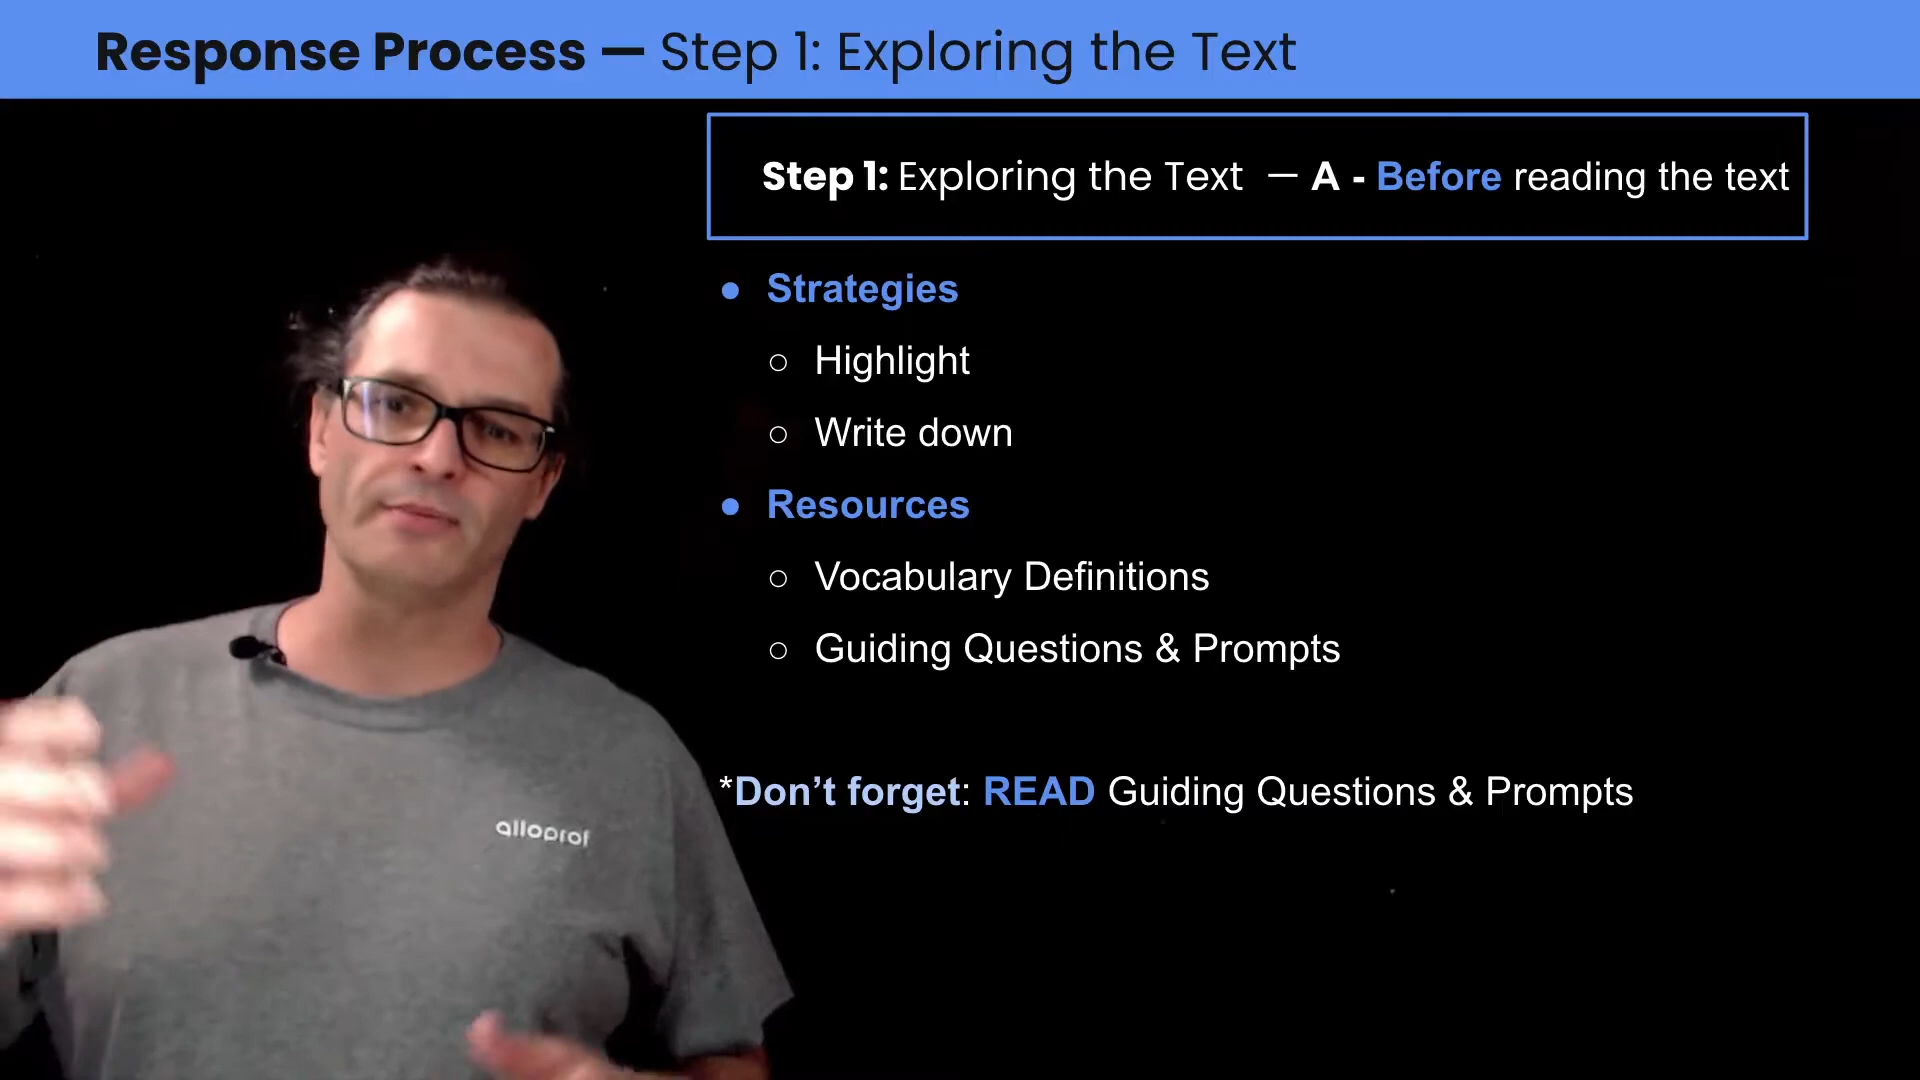 Response Process — Step 1: Exploring the Text
Step 1: Exploring the Text — A - Before reading the text
● Strategies
○ Highlight
○ Write down
● Resources
○ Vocabulary Definitions
○ Guiding Questions & Prompts
*Don’t forget: READ Guiding Questions & Prompts
alloprof